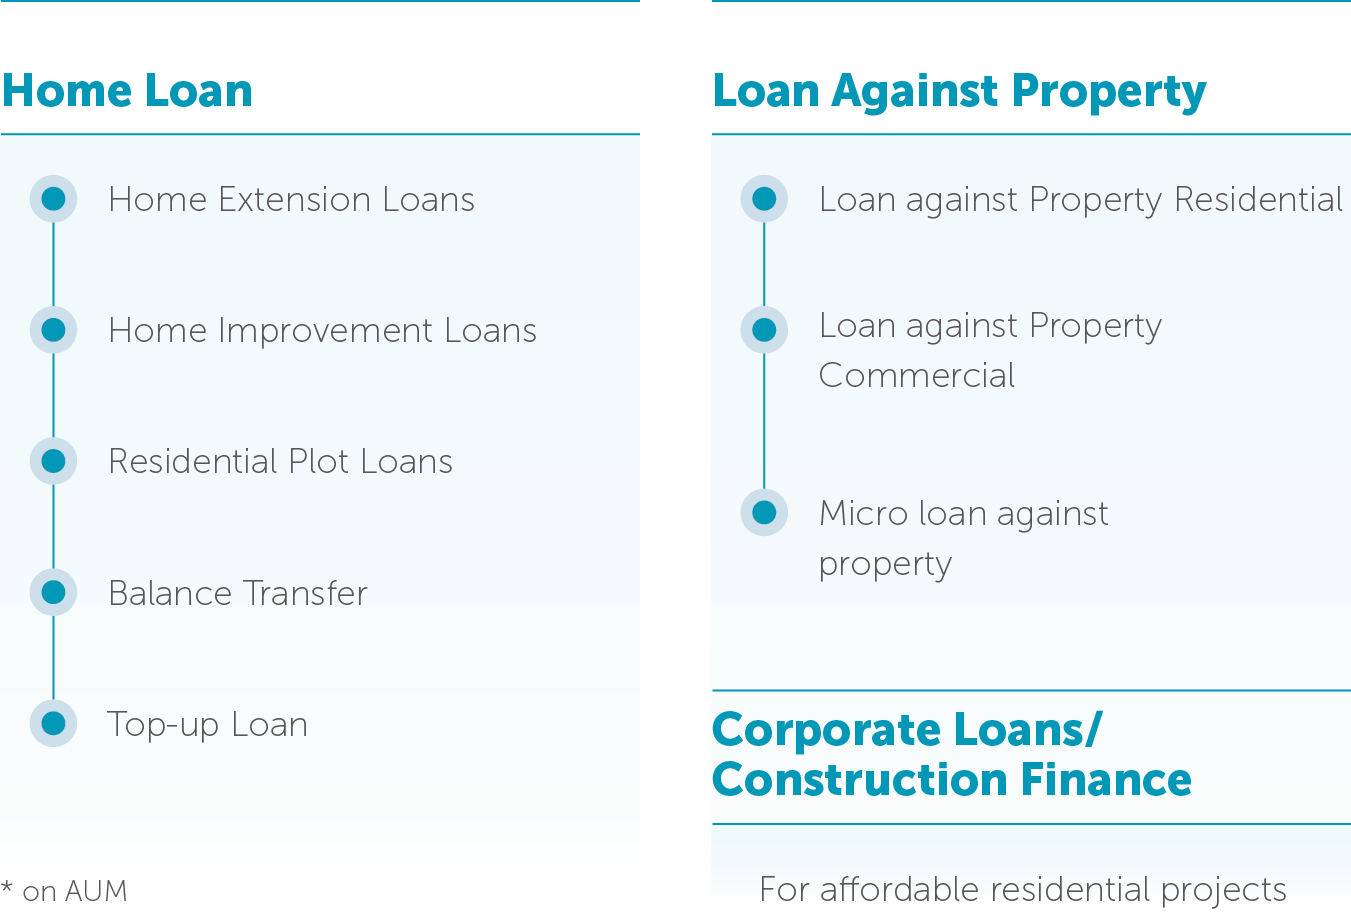 Home Loan
Home Extension Loans
Home Improvement Loans
Residential Plot Loans
Balance Transfer
Top-up Loan
* on AUM
Loan Against Property
Loan against Property Residential
Loan against Property
Commercial
Micro loan against
property
Corporate Loans/
Construction Finance
For affordable residential projects